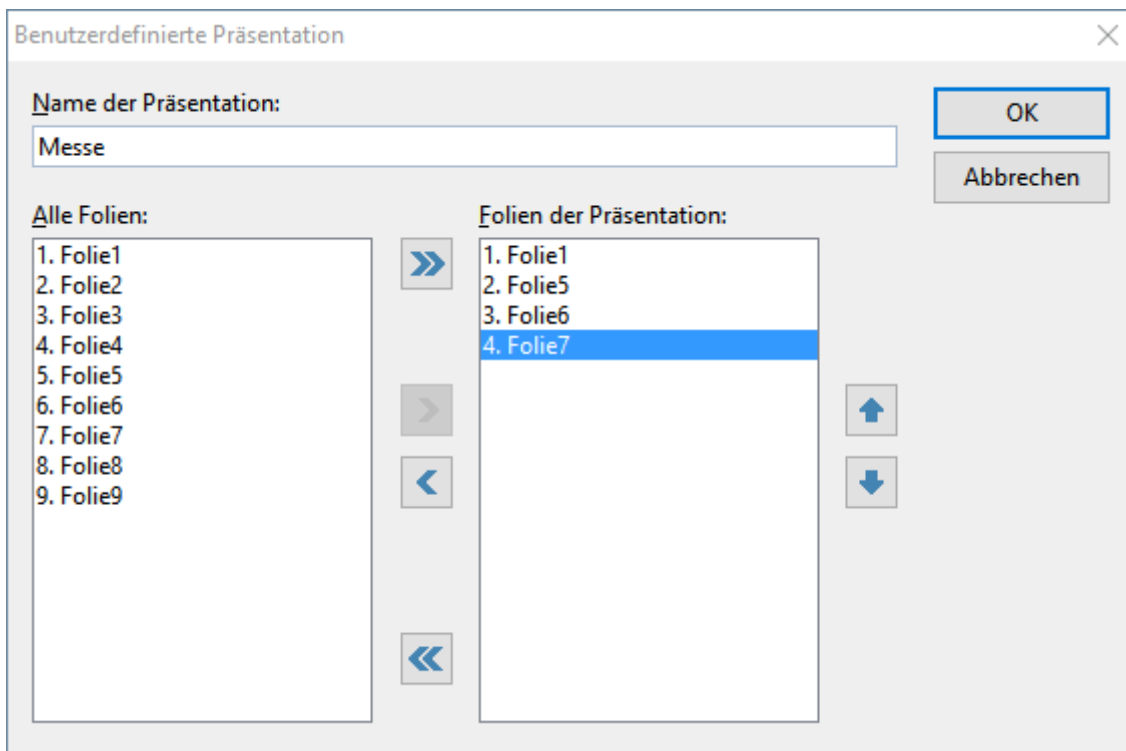 Benutzerdefinierte Präsentation
Name der Präsentation:
Messe
OK
Abbrechen
Alle Folien:
1. Folie1
2. Folie2
3. Folie3
4. Folie4
5. Folie5
6. Folie6
7. Folie7
8. Folie8
9. Folie9
Folien der Präsentation:
1. Folie1
2. Folie5
3. Folie6
4. Folie7